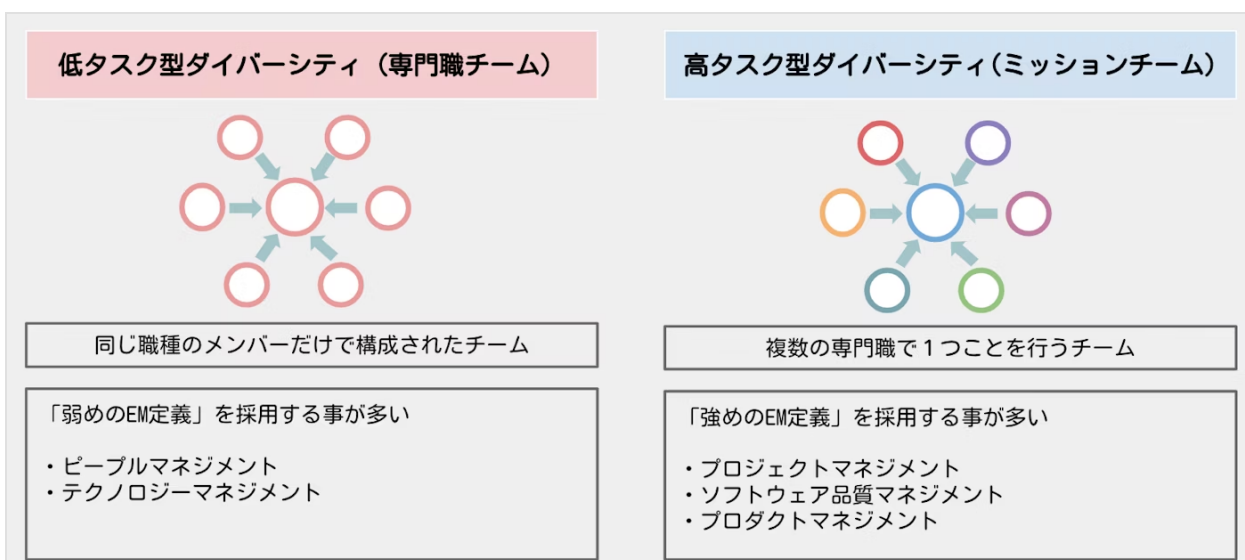 低タスク型ダイバーシティ（専門職チーム）
同じ職種のメンバーだけで構成されたチーム
「弱めのEM定義」を採用する事が多い
・ピープルマネジメント
・テクノロジーマネジメント
高タスク型ダイバーシティ(ミッションチーム)
複数の専門職で１つことを行うチーム
「強めのEM定義」を採用する事が多い
・プロジェクトマネジメント
・ソフトウェア品質マネジメント
・プロダクトマネジメント